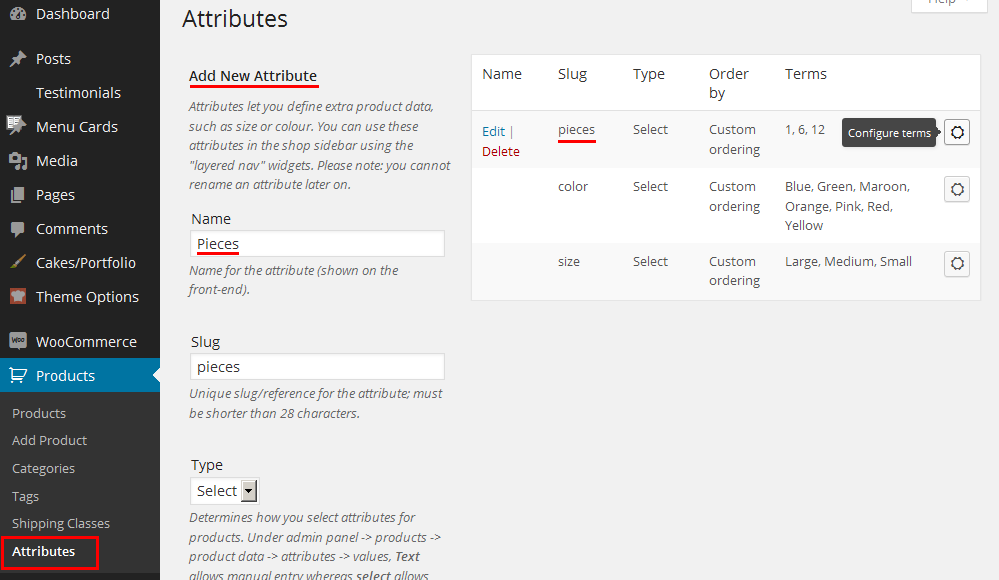 Dashboard
Posts
Testimonials
Menu Cards
Media
Pages
Comments
Cakes/Portfolio
Theme Options
Woo WooCommerce
Products
Products
Add Product
Categories
Tags
Shipping Classes
Attributes
Help
Attributes
Add New Attribute
Attributes let you define extra product data,
such as size or colour. You can use these
attributes in the shop sidebar using the
"layered nav" widgets. Please note: you cannot
rename an attribute later on.
Name
Pieces
Name for the attribute (shown on the
front-end).
Slug
pieces
Unique slug/reference for the attribute; must
be shorter than 28 characters.
Type
Select
Determines how you select attributes for
products. Under admin panel -> products ->
product data -> attributes -> values, Text
allows manual entry whereas select allows
Name Slug Type Order by Terms
Edit | Delete pieces Select Custom ordering 1, 6, 12 Configure terms
color Select Custom ordering Blue, Green, Maroon, Orange, Pink, Red, Yellow
size Select Custom ordering Large, Medium, Small